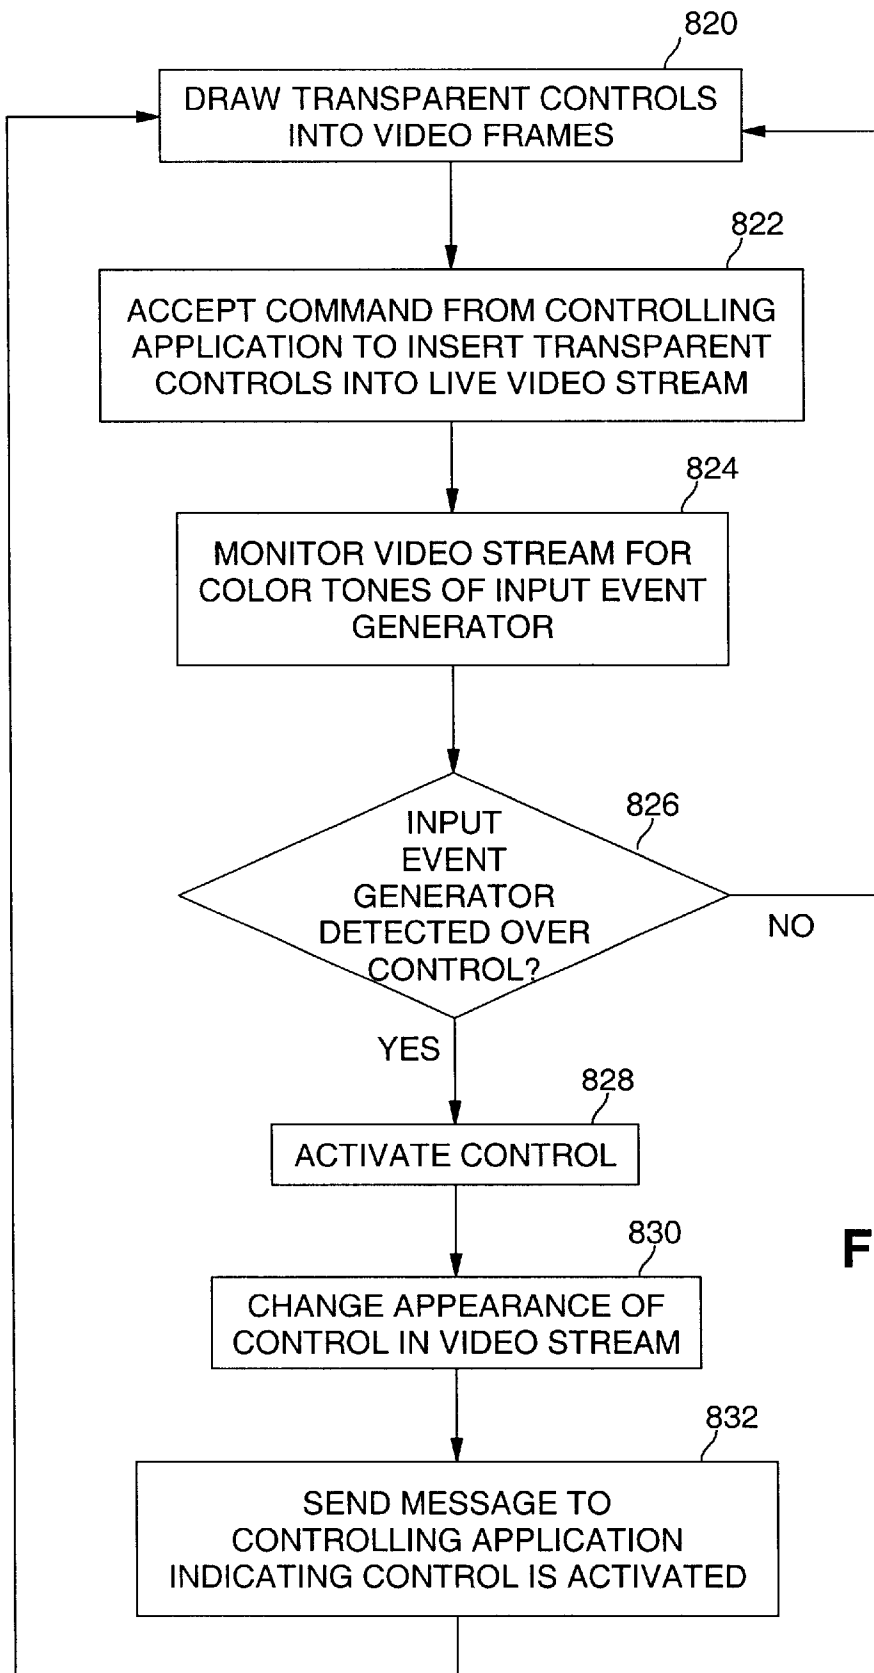 820
DRAW TRANSPARENT CONTROLS
INTO VIDEO FRAMES
822
ACCEPT COMMAND FROM CONTROLLING
APPLICATION TO INSERT TRANSPARENT
CONTROLS INTO LIVE VIDEO STREAM
824
MONITOR VIDEO STREAM FOR
COLOR TONES OF INPUT EVENT
GENERATOR
826
INPUT
EVENT
GENERATOR
DETECTED OVER
CONTROL?
NO
YES
828
ACTIVATE CONTROL
830
F
CHANGE APPEARANCE OF
CONTROL IN VIDEO STREAM
832
SEND MESSAGE TO
CONTROLLING APPLICATION
INDICATING CONTROL IS ACTIVATED